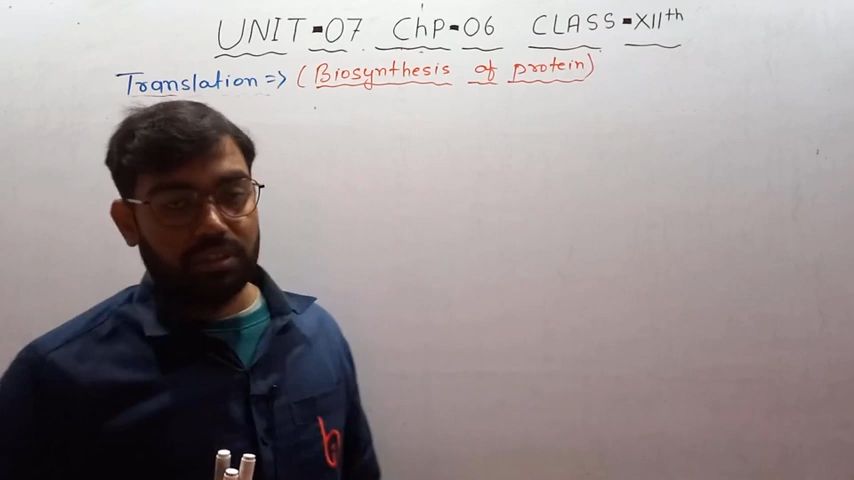 UNIT-07 ChP-06 CLASS-XIIth
Translation => (Biosynthesis of protein)
b